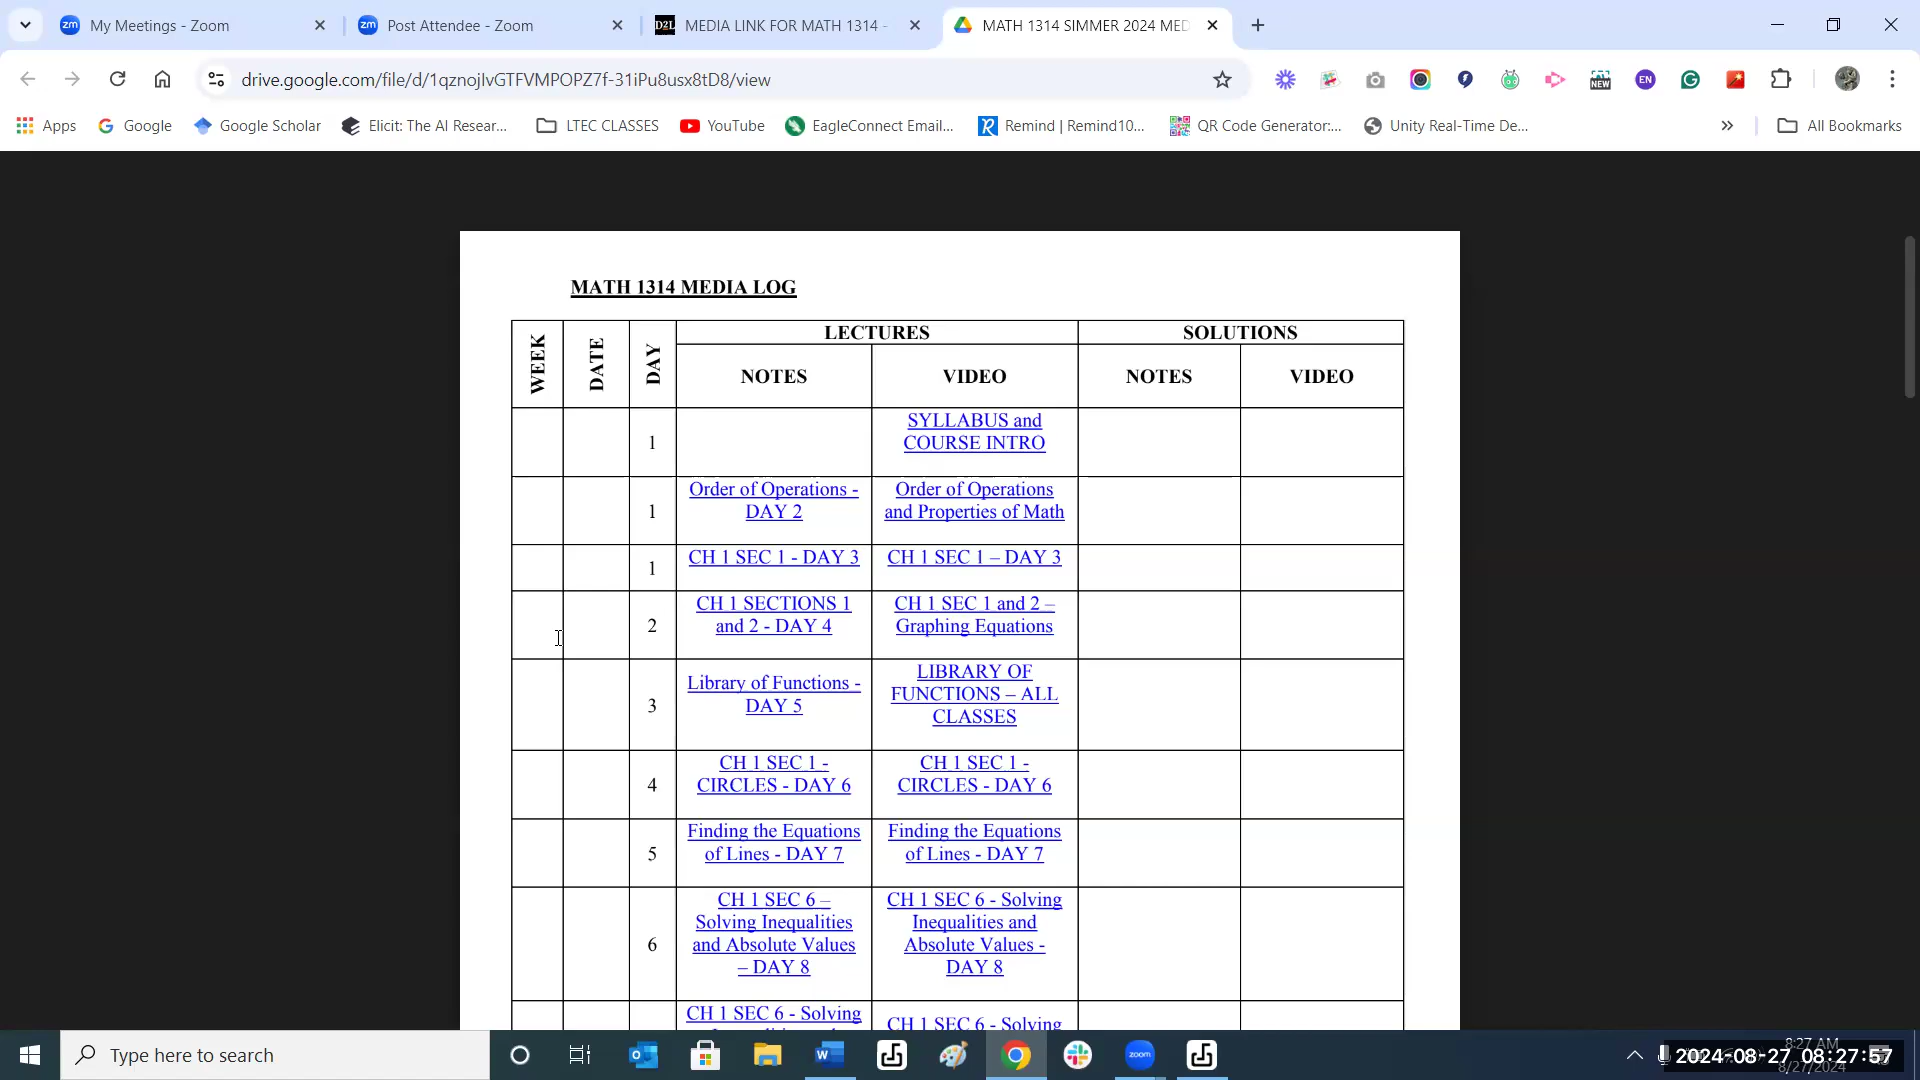 My Meetings - Zoom
Post Attendee - Zoom
MEDIA LINK FOR MATH 1314 -
MATH 1314 SIMMER 2024 MED
drive.google.com/file/d/1qznojlvGTFVMPOPZ7f-31iPu8usx8tD8/view
Apps
Google
Google Scholar
Elicit: The AI Resear...
LTEC CLASSES
YouTube
EagleConnect Email...
Remind | Remind10...
QR Code Generator:...
Unity Real-Time De...
All Bookmarks
MATH 1314 MEDIA LOG
WEEK
DATE
DAY
LECTURES
SOLUTIONS
NOTES
VIDEO
NOTES
VIDEO
1
SYLLABUS and
COURSE INTRO
1
Order of Operations -
DAY 2
Order of Operations
and Properties of Math
1
CH 1 SEC 1 - DAY 3
CH 1 SEC 1 – DAY 3
2
CH 1 SECTIONS 1
and 2 - DAY 4
CH 1 SEC 1 and 2 –
Graphing Equations
3
Library of Functions -
DAY 5
LIBRARY OF
FUNCTIONS – ALL
CLASSES
4
CH 1 SEC 1 -
CIRCLES - DAY 6
CH 1 SEC 1 -
CIRCLES - DAY 6
5
Finding the Equations
of Lines - DAY 7
Finding the Equations
of Lines - DAY 7
6
CH 1 SEC 6 –
Solving Inequalities
and Absolute Values
– DAY 8
CH 1 SEC 6 - Solving
Inequalities and
Absolute Values -
DAY 8
CH 1 SEC 6 - Solving
CH 1 SEC 6 - Solving
Type here to search
8:27 AM
2024-08-27 08:27:57
8/27/2024